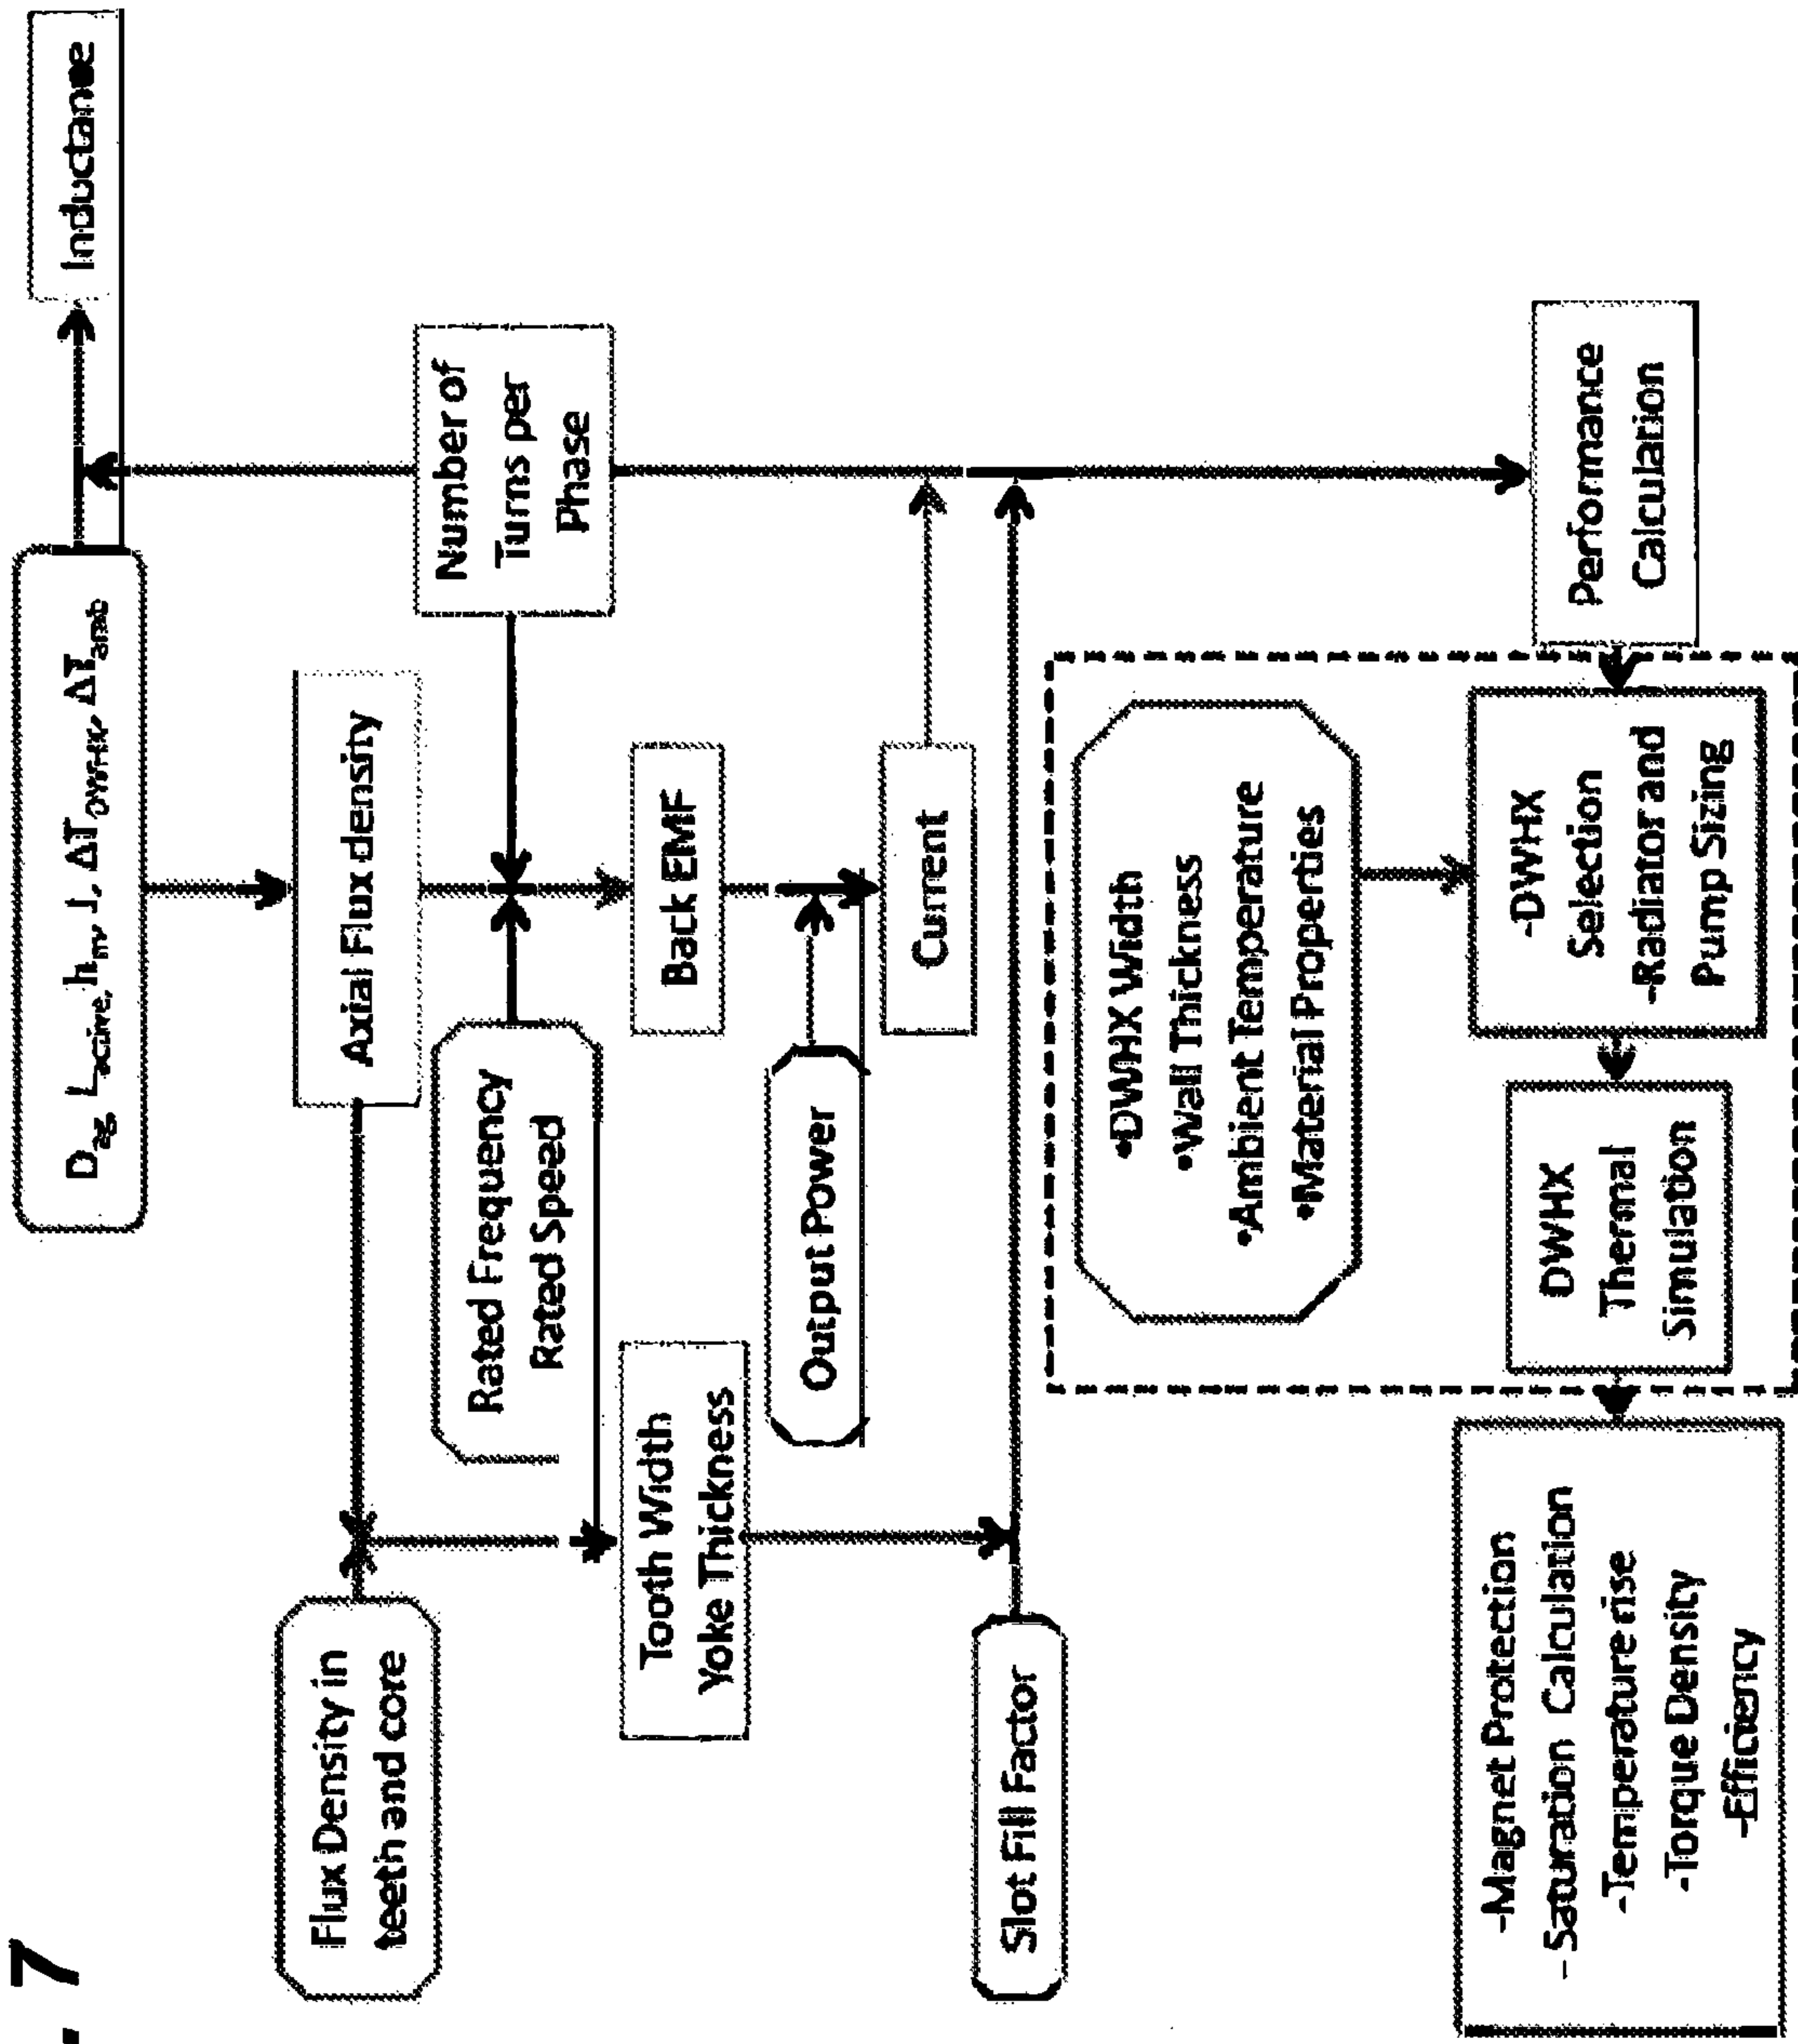 7
D_ag, L_active, h_m, J, ΔT_DWHX, ΔT_amb
Inductance
Axial Flux density
Flux Density in
teeth and core
Number of
Turns per
Phase
Rated Frequency
Rated Speed
Back EMF
Tooth Width
Yoke Thickness
Output Power
Current
Slot Fill Factor
•DWHX Width
•Wall Thickness
•Ambient Temperature
•Material Properties
Performance
Calculation
-DWHX
Selection
-Radiator and
Pump Sizing
DWHX
Thermal
Simulation
-Magnet Protection
- Saturation Calculation
-Temperature rise
-Torque Density
-Efficiency